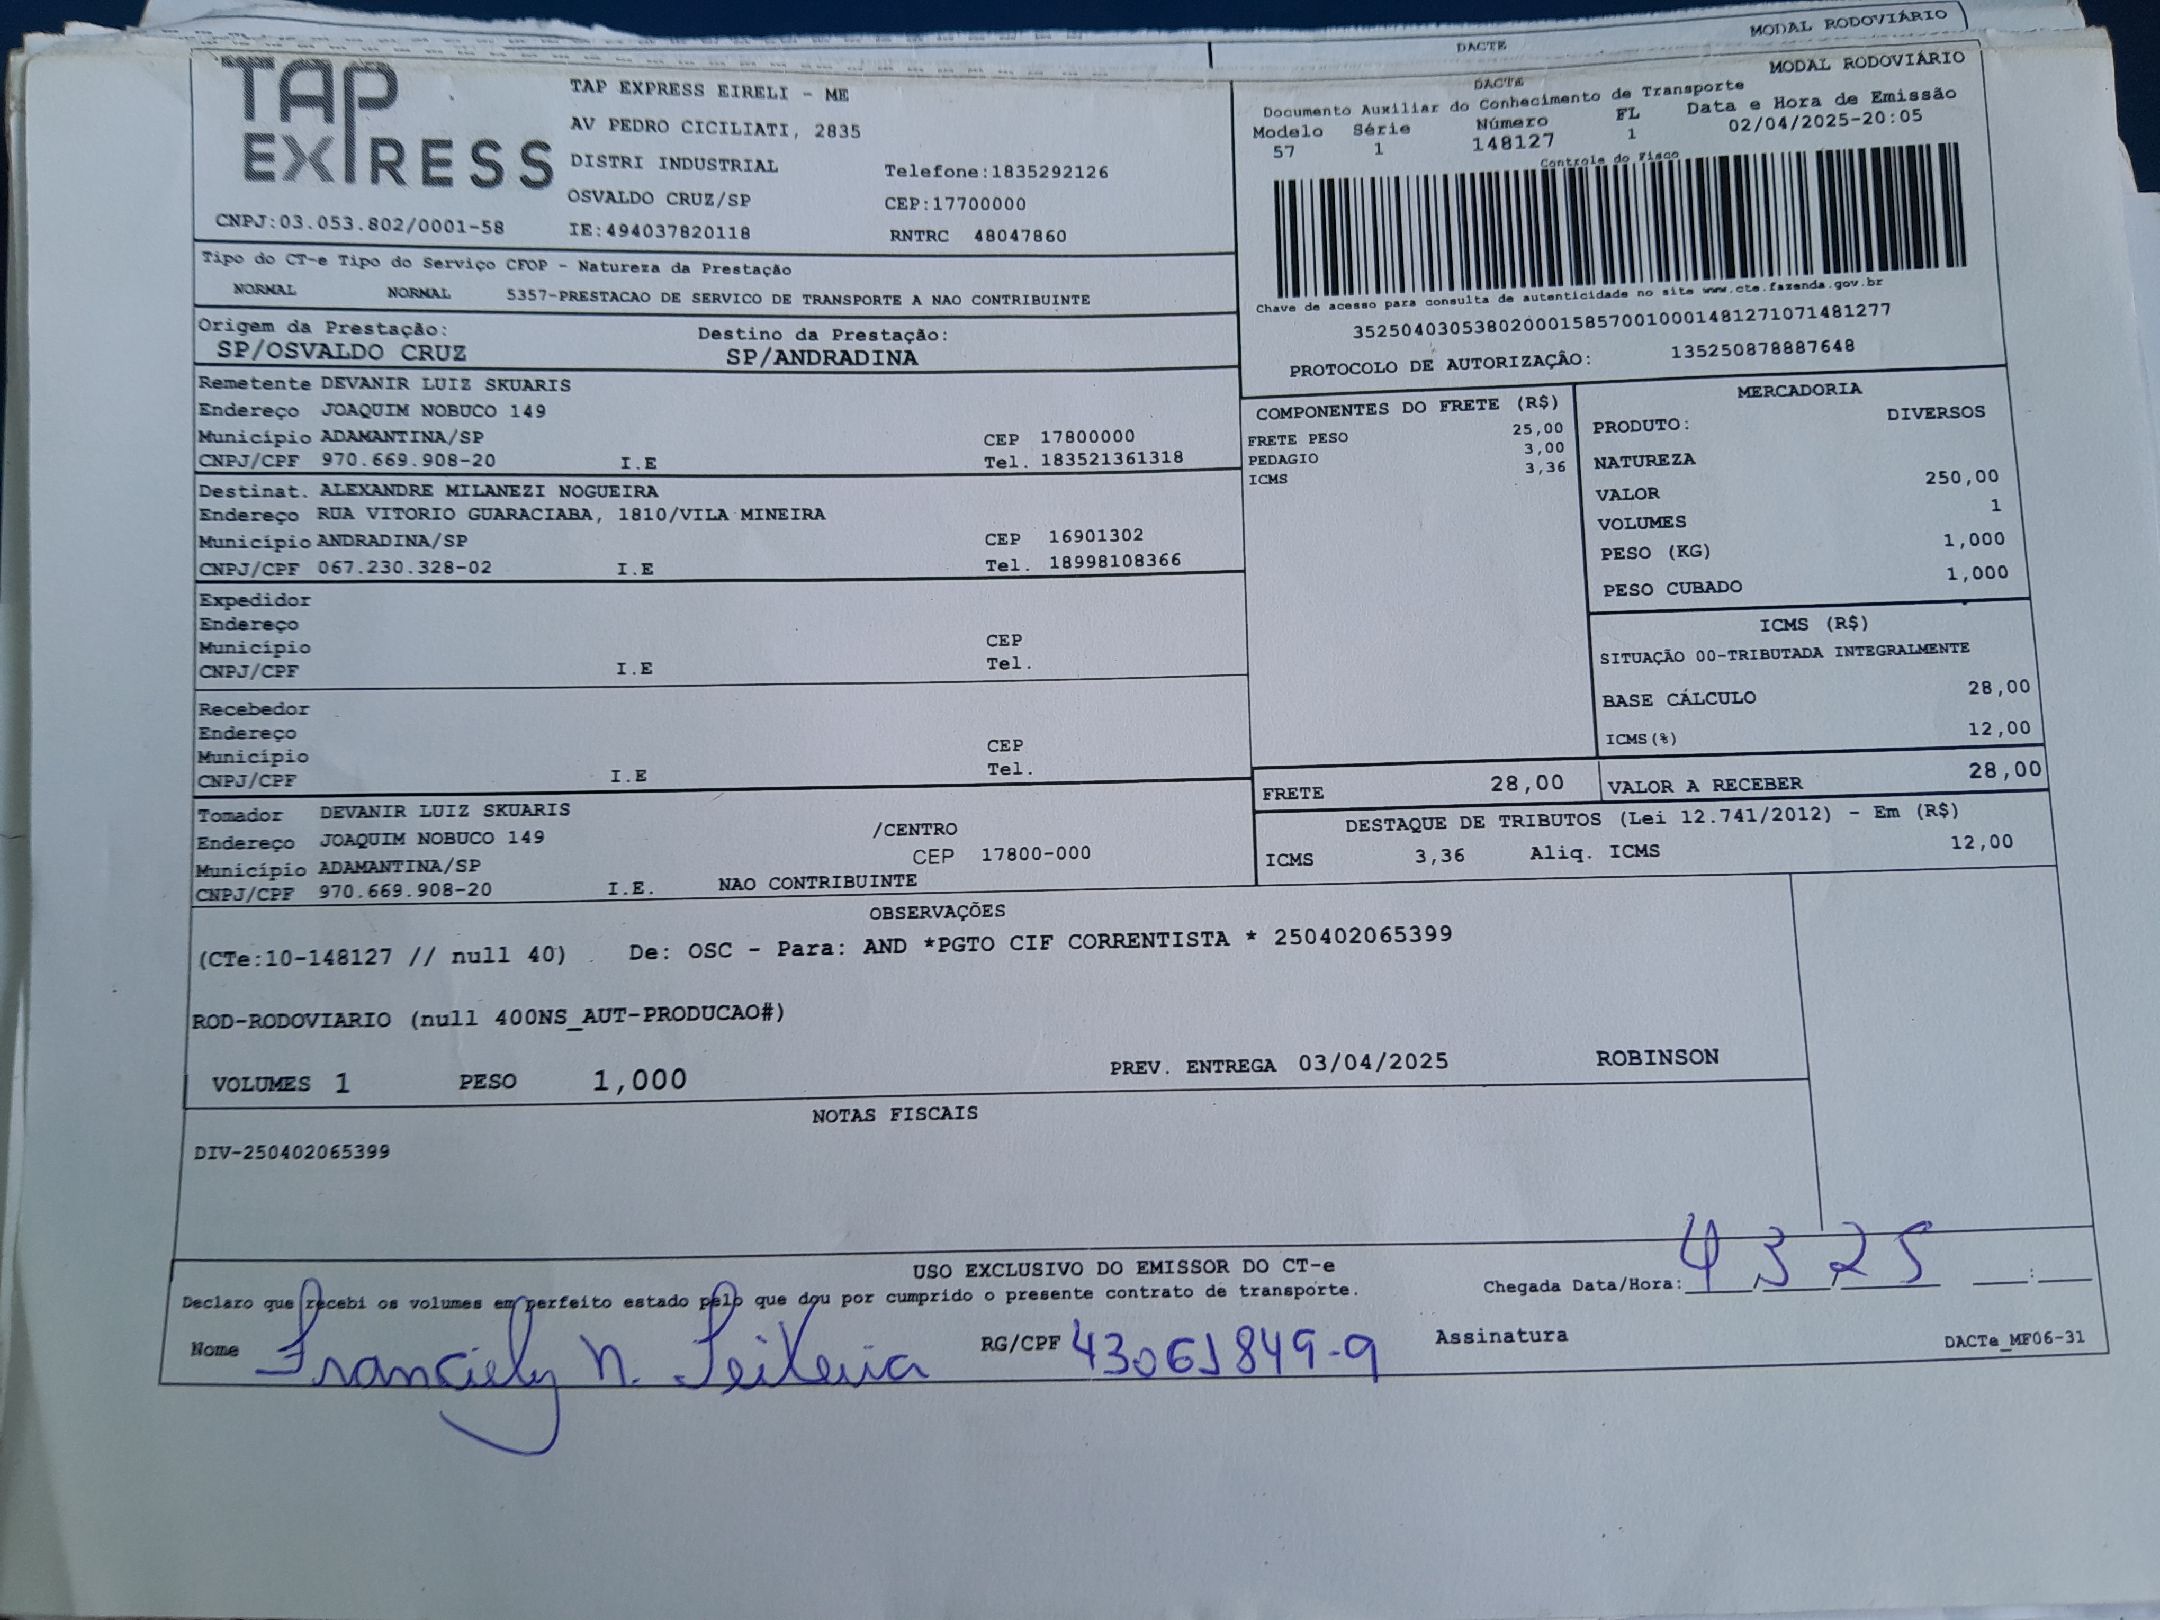 DACTE
MODAL RODOVIÁRIO
TAP EXPRESS
TAP EXPRESS EIRELI - ME
AV PEDRO CICILIATI, 2835
DISTRI INDUSTRIAL Telefone:1835292126
OSVALDO CRUZ/SP CEP:17700000
CNPJ:03.053.802/0001-58 IE:494037820118 RNTRC 48047860
DACTE MODAL RODOVIÁRIO
Documento Auxiliar do Conhecimento de Transporte
Modelo Série Número FL Data e Hora de Emissão
57 1 148127 1 02/04/2025-20:05
Controle do Fisco
Chave de acesso para consulta de autenticidade no site www.cte.fazenda.gov.br
35250403053802000158570010001481271071481277
PROTOCOLO DE AUTORIZAÇÃO: 135250878887648
Tipo do CT-e Tipo do Serviço CFOP - Natureza da Prestação
NORMAL NORMAL 5357-PRESTACAO DE SERVICO DE TRANSPORTE A NAO CONTRIBUINTE
Origem da Prestação: Destino da Prestação:
SP/OSVALDO CRUZ SP/ANDRADINA
Remetente DEVANIR LUIZ SKUARIS
Endereço JOAQUIM NOBUCO 149
Município ADAMANTINA/SP CEP 17800000
CNPJ/CPF 970.669.908-20 I.E Tel. 183521361318
Destinat. ALEXANDRE MILANEZI NOGUEIRA
Endereço RUA VITORIO GUARACIABA, 1810/VILA MINEIRA
Município ANDRADINA/SP CEP 16901302
CNPJ/CPF 067.230.328-02 I.E Tel. 18998108366
Expedidor
Endereço
Município CEP
CNPJ/CPF I.E Tel.
Recebedor
Endereço
Município CEP
CNPJ/CPF I.E Tel.
Tomador DEVANIR LUIZ SKUARIS
Endereço JOAQUIM NOBUCO 149 /CENTRO
Município ADAMANTINA/SP CEP 17800-000
CNPJ/CPF 970.669.908-20 I.E. NAO CONTRIBUINTE
COMPONENTES DO FRETE (R$)
FRETE PESO 25,00
PEDAGIO 3,00
ICMS 3,36
MERCADORIA
PRODUTO: DIVERSOS
NATUREZA
VALOR 250,00
VOLUMES 1
PESO (KG) 1,000
PESO CUBADO 1,000
ICMS (R$)
SITUAÇÃO 00-TRIBUTADA INTEGRALMENTE
BASE CÁLCULO 28,00
ICMS(%) 12,00
FRETE 28,00 VALOR A RECEBER 28,00
DESTAQUE DE TRIBUTOS (Lei 12.741/2012) - Em (R$)
ICMS 3,36 Aliq. ICMS 12,00
OBSERVAÇÕES
(CTe:10-148127 // null 40) De: OSC - Para: AND *PGTO CIF CORRENTISTA * 250402065399
ROD-RODOVIARIO (null 400NS_AUT-PRODUCAO#)
VOLUMES 1 PESO 1,000 PREV. ENTREGA 03/04/2025 ROBINSON
NOTAS FISCAIS
DIV-250402065399
USO EXCLUSIVO DO EMISSOR DO CT-e
Declaro que recebi os volumes em perfeito estado pelo que dou por cumprido o presente contrato de transporte. Chegada Data/Hora: 4 3 25 :
Nome Franciely N. Teixeira RG/CPF 43061849-9 Assinatura DACTe_MF06-31